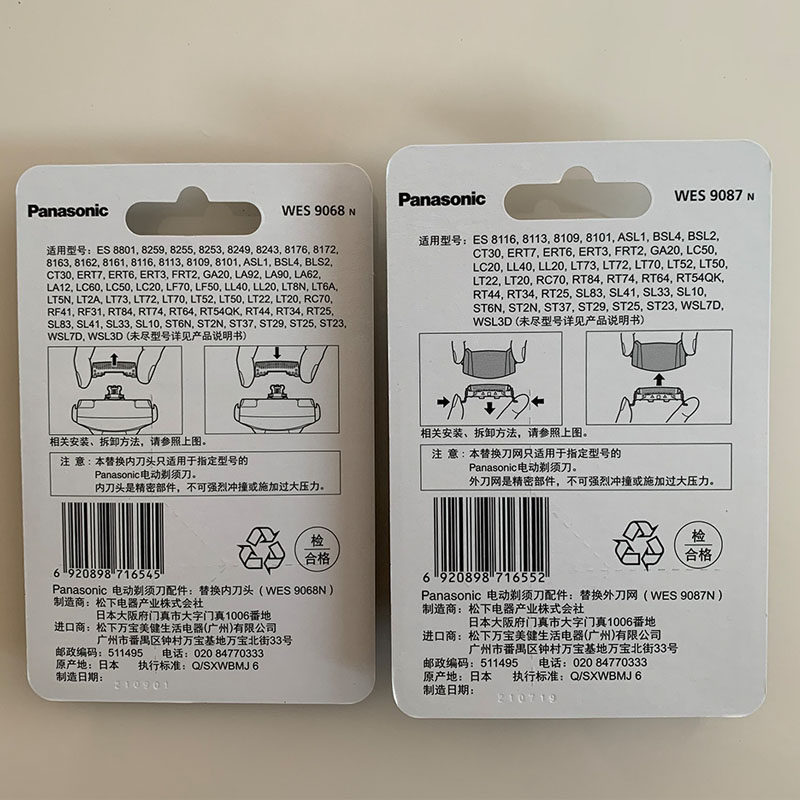 Panasonic
WES 9068 N
适用型号：ES 8801, 8259, 8255, 8253, 8249, 8243, 8176, 8172,
8163, 8162, 8161, 8116, 8113, 8109, 8101, ASL1, BSL4, BLS2,
CT30, ERT7, ERT6, ERT3, FRT2, GA20, LA92, LA90, LA62,
LA12, LC60, LC50, LC20, LF70, LF50, LL40, LL20, LT8N, LT6A,
LT5N, LT2A, LT73, LT72, LT70, LT52, LT50, LT22, LT20, RC70,
RF41, RF31, RT84, RT74, RT64, RT54QK, RT44, RT34, RT25,
SL83, SL41, SL33, SL10, ST6N, ST2N, ST37, ST29, ST25, ST23,
WSL7D, WSL3D (未尽型号详见产品说明书)
相关安装、拆卸方法，请参照上图。
注 意：本替换内刀头只适用于指定型号的
Panasonic电动剃须刀。
内刀头是精密部件，不可强烈冲撞或施加过大压力。
检
合格
6 920898 716545
Panasonic 电动剃须刀配件：替换内刀头（WES 9068N）
制造商：松下电器产业株式会社
日本大阪府门真市大字门真1006番地
进口商：松下万宝美健生活电器(广州)有限公司
广州市番禺区钟村万宝基地万宝北街33号
邮政编码：511495 电话：020 84770333
原产地：日本 执行标准：Q/SXWBMJ 6
制造日期：
210901
Panasonic
WES 9087 N
适用型号：ES 8116, 8113, 8109, 8101, ASL1, BSL4, BSL2,
CT30, ERT7, ERT6, ERT3, FRT2, GA20, LC50,
LC20, LL40, LL20, LT73, LT72, LT70, LT52, LT50,
LT22, LT20, RC70, RT84, RT74, RT64, RT54QK,
RT44, RT34, RT25, SL83, SL41, SL33, SL10,
ST6N, ST2N, ST37, ST29, ST25, ST23, WSL7D,
WSL3D (未尽型号详见产品说明书)
相关安装、拆卸方法，请参照上图。
注 意：本替换刀网只适用于指定型号的
Panasonic电动剃须刀。
外刀网是精密部件，不可强烈冲撞或施加过大压力。
检
合格
6 920898 716552
Panasonic 电动剃须刀配件：替换外刀网（WES 9087N）
制造商：松下电器产业株式会社
日本大阪府门真市大字门真1006番地
进口商：松下万宝美健生活电器(广州)有限公司
广州市番禺区钟村万宝基地万宝北街33号
邮政编码：511495 电话：020 84770333
原产地：日本 执行标准：Q/SXWBMJ 6
制造日期：
210719